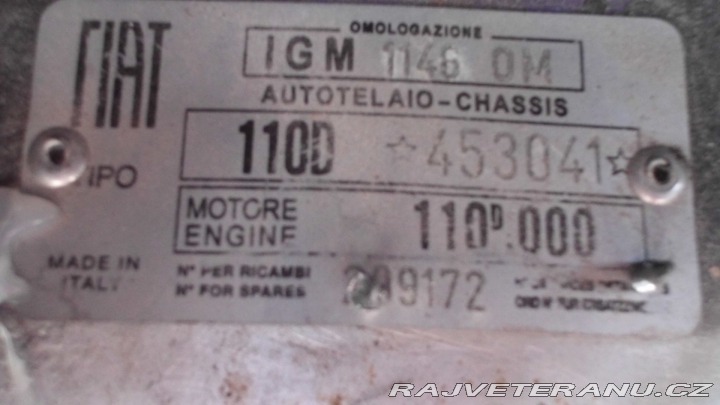 FIAT
OMOLOGAZIONE
IGM 1146 OM
AUTOTELAIO-CHASSIS
TIPO 110D ☆453041☆
MOTORE
ENGINE 110D.000
MADE IN
ITALY
N° PER RICAMBI
N° FOR SPARES 9172
RAJVETERANU.CZ